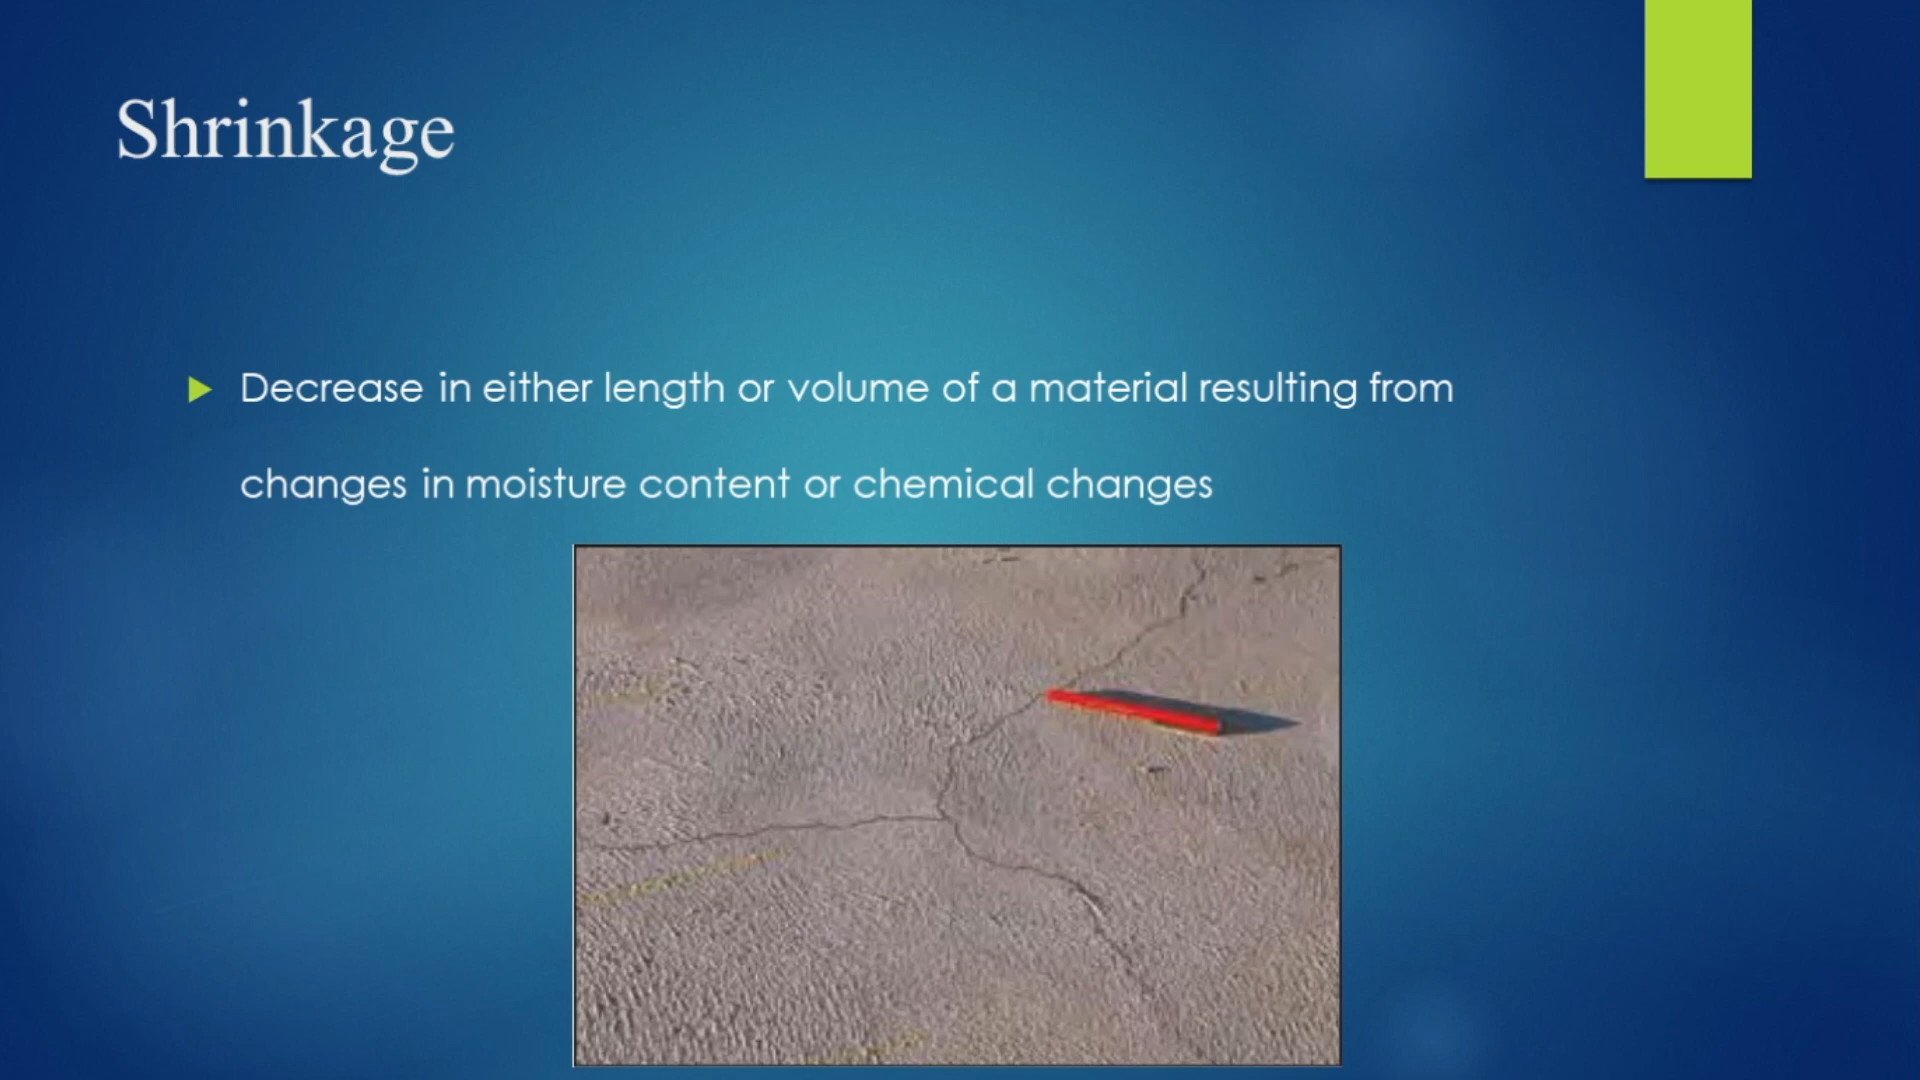 Shrinkage
Decrease in either length or volume of a material resulting from
changes in moisture content or chemical changes